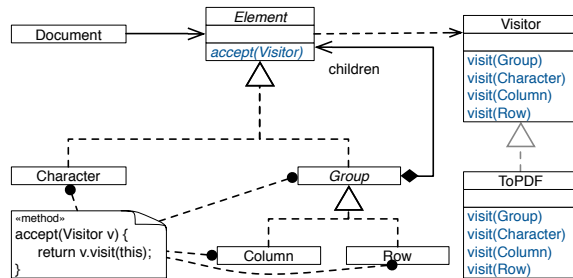 Element
Visitor
Document
accept(Visitor)
children
visit(Group)
visit(Character)
visit(Column)
visit(Row)
Character
Group
ToPDF
«method»
accept(Visitor v) {
return v.visit(this);
}
Column
Row
visit(Group)
visit(Character)
visit(Column)
visit(Row)